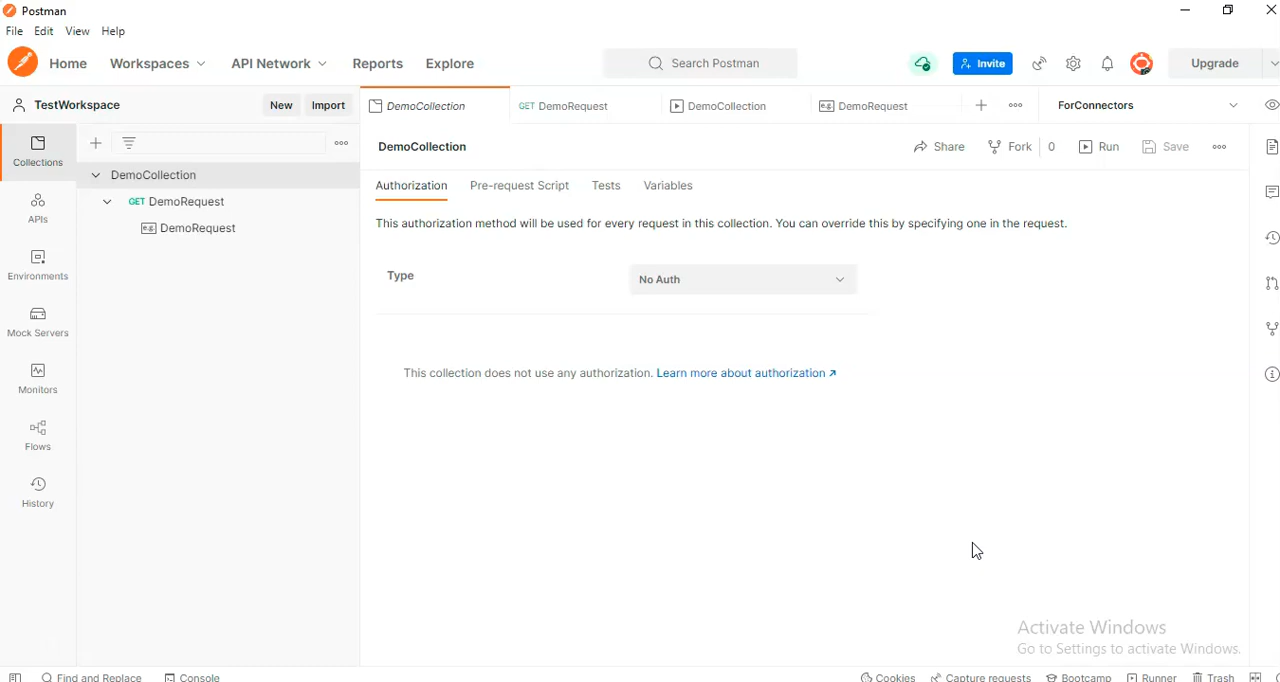 Postman
File Edit View Help
Home Workspaces API Network Reports Explore Search Postman Invite Upgrade
TestWorkspace New Import DemoCollection GET DemoRequest DemoCollection DemoRequest ForConnectors
Collections
APIs
Environments
Mock Servers
Monitors
Flows
History
DemoCollection
GET DemoRequest
DemoRequest
DemoCollection Share Fork 0 Run Save
Authorization Pre-request Script Tests Variables
This authorization method will be used for every request in this collection. You can override this by specifying one in the request.
Type No Auth
This collection does not use any authorization. Learn more about authorization
Activate Windows
Go to Settings to activate Windows.
Find and Replace Console Cookies Capture requests Bootcamp Runner Trash